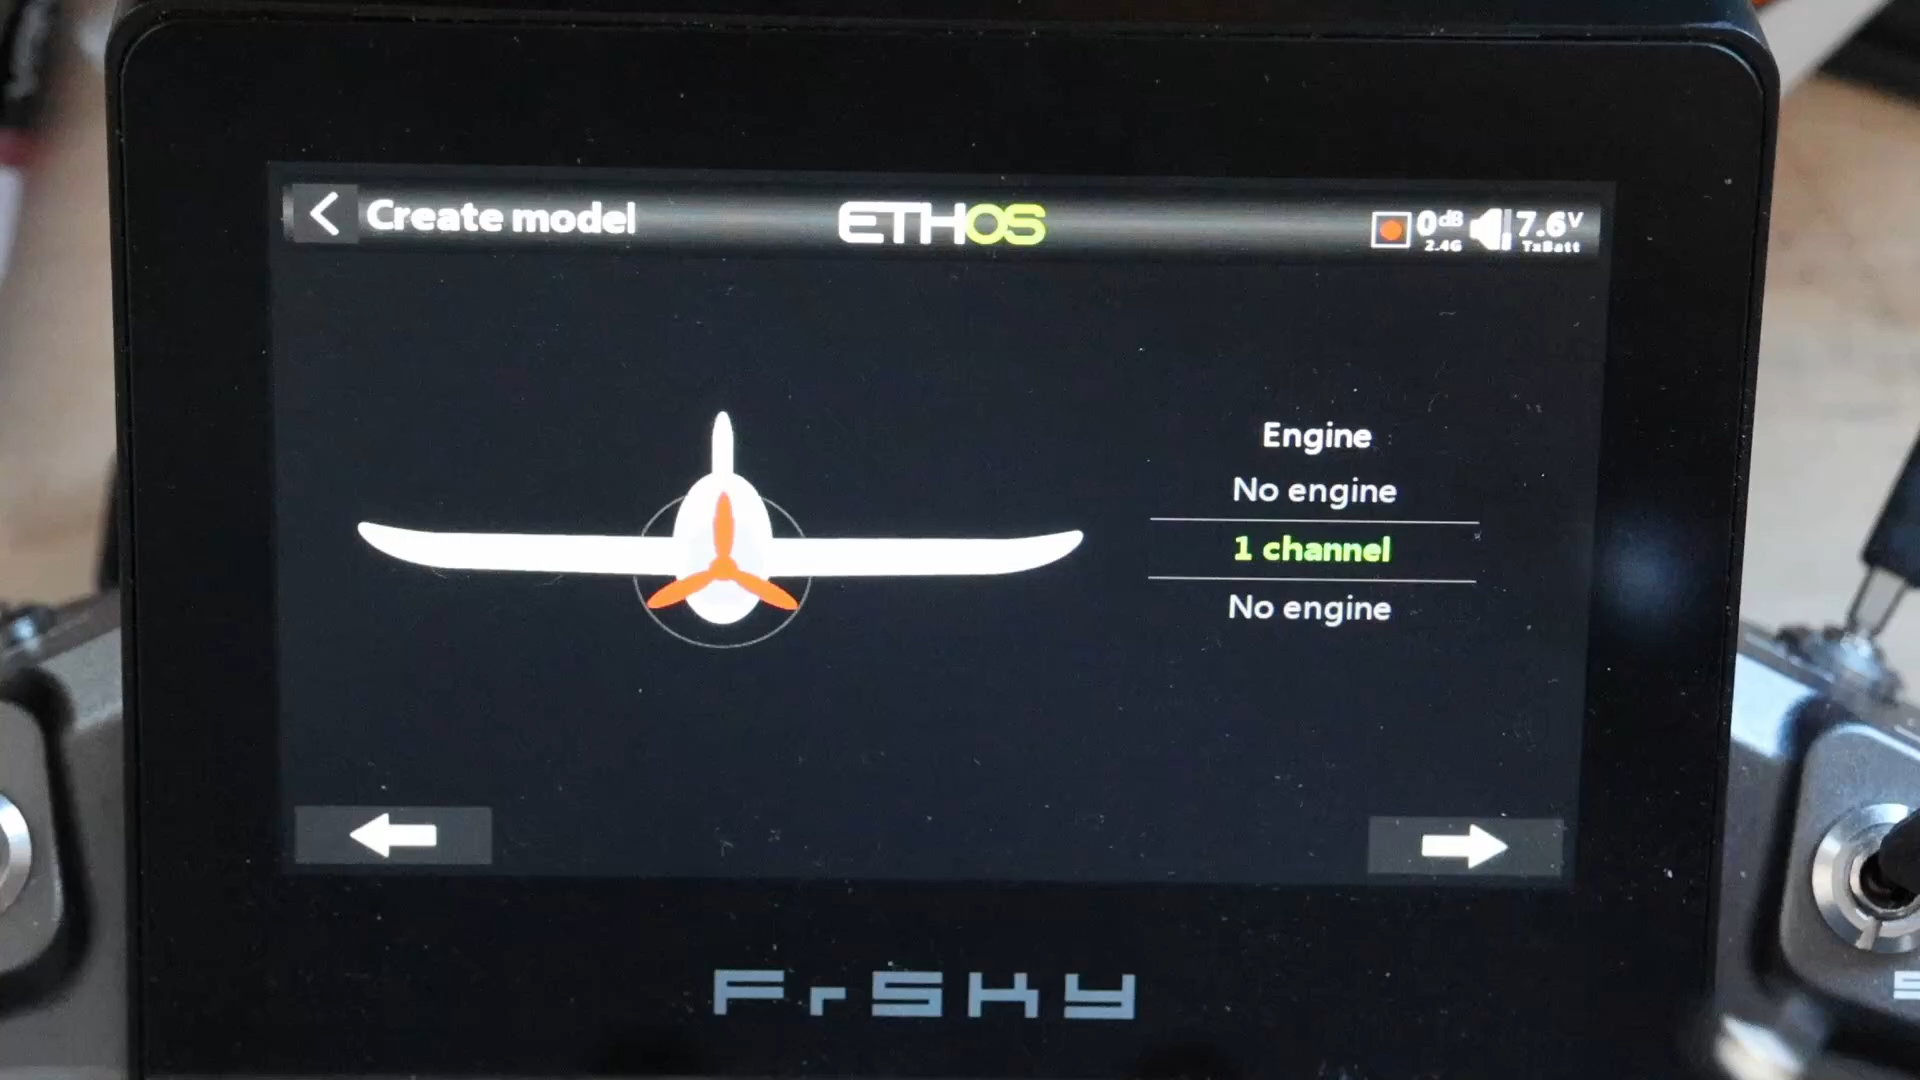 Create model
ETHOS
0dB
2.4G
7.6V
TxBatt
Engine
No engine
1 channel
No engine
FrSKY